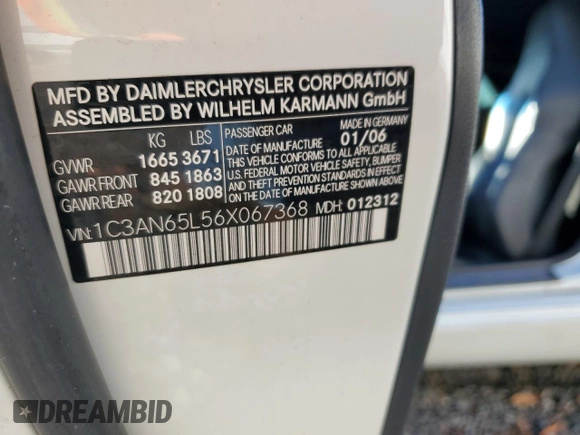 MFD BY DAIMLERCHRYSLER CORPORATION
ASSEMBLED BY WILHELM KARMANN GmbH
KG LBS
GVWR 1665 3671
GAWR FRONT 845 1863
GAWR REAR 820 1808
PASSENGER CAR MADE IN GERMANY
DATE OF MANUFACTURE 01/06
THIS VEHICLE CONFORMS TO ALL APPLICABLE
U.S. FEDERAL MOTOR VEHICLE SAFETY, BUMPER
AND THEFT PREVENTION STANDARDS IN EFFECT
ON THE DATE OF MANUFACTURE SHOWN ABOVE
VIN: 1C3AN65L56X067368 MDH: 012312
DREAMBID